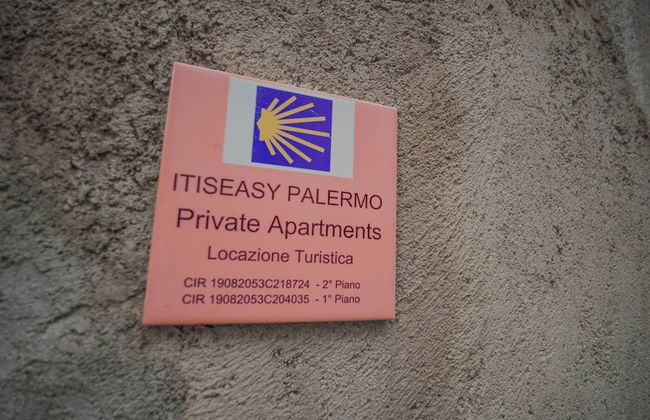 ITISEASY PALERMO
Private Apartments
Locazione Turistica
CIR 19082053C218724 - 2° Piano
CIR 19082053C204035 - 1° Piano